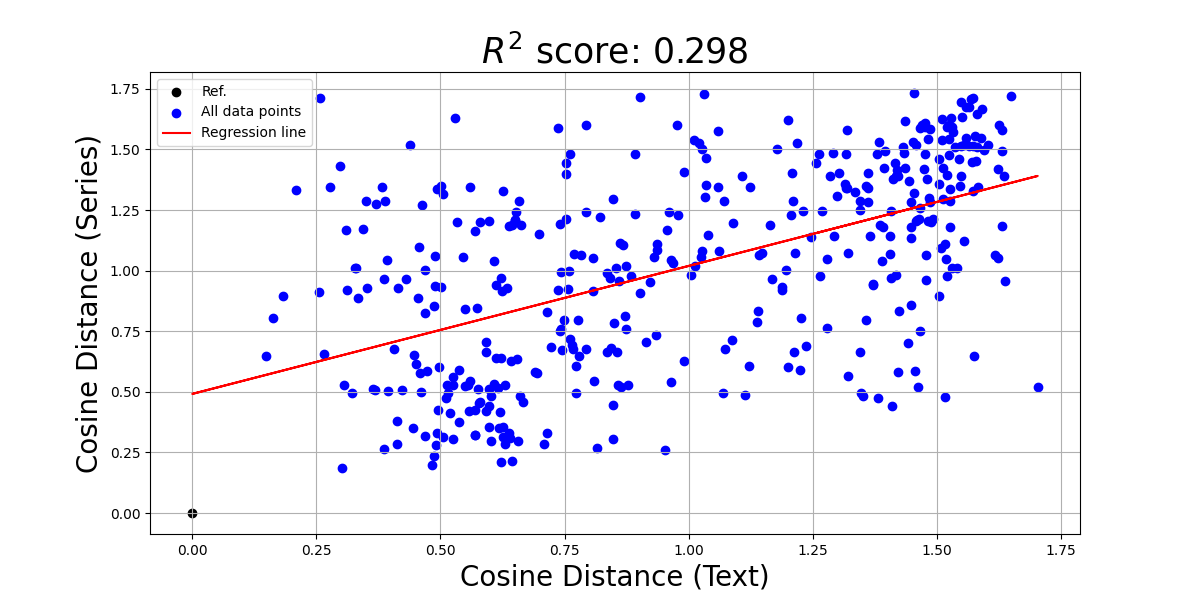 R² score: 0.298
Ref.
All data points
Regression line
Cosine Distance (Series)
1.75
1.50
1.25
1.00
0.75
0.50
0.25
0.00
0.00 0.25 0.50 0.75 1.00 1.25 1.50 1.75
Cosine Distance (Text)